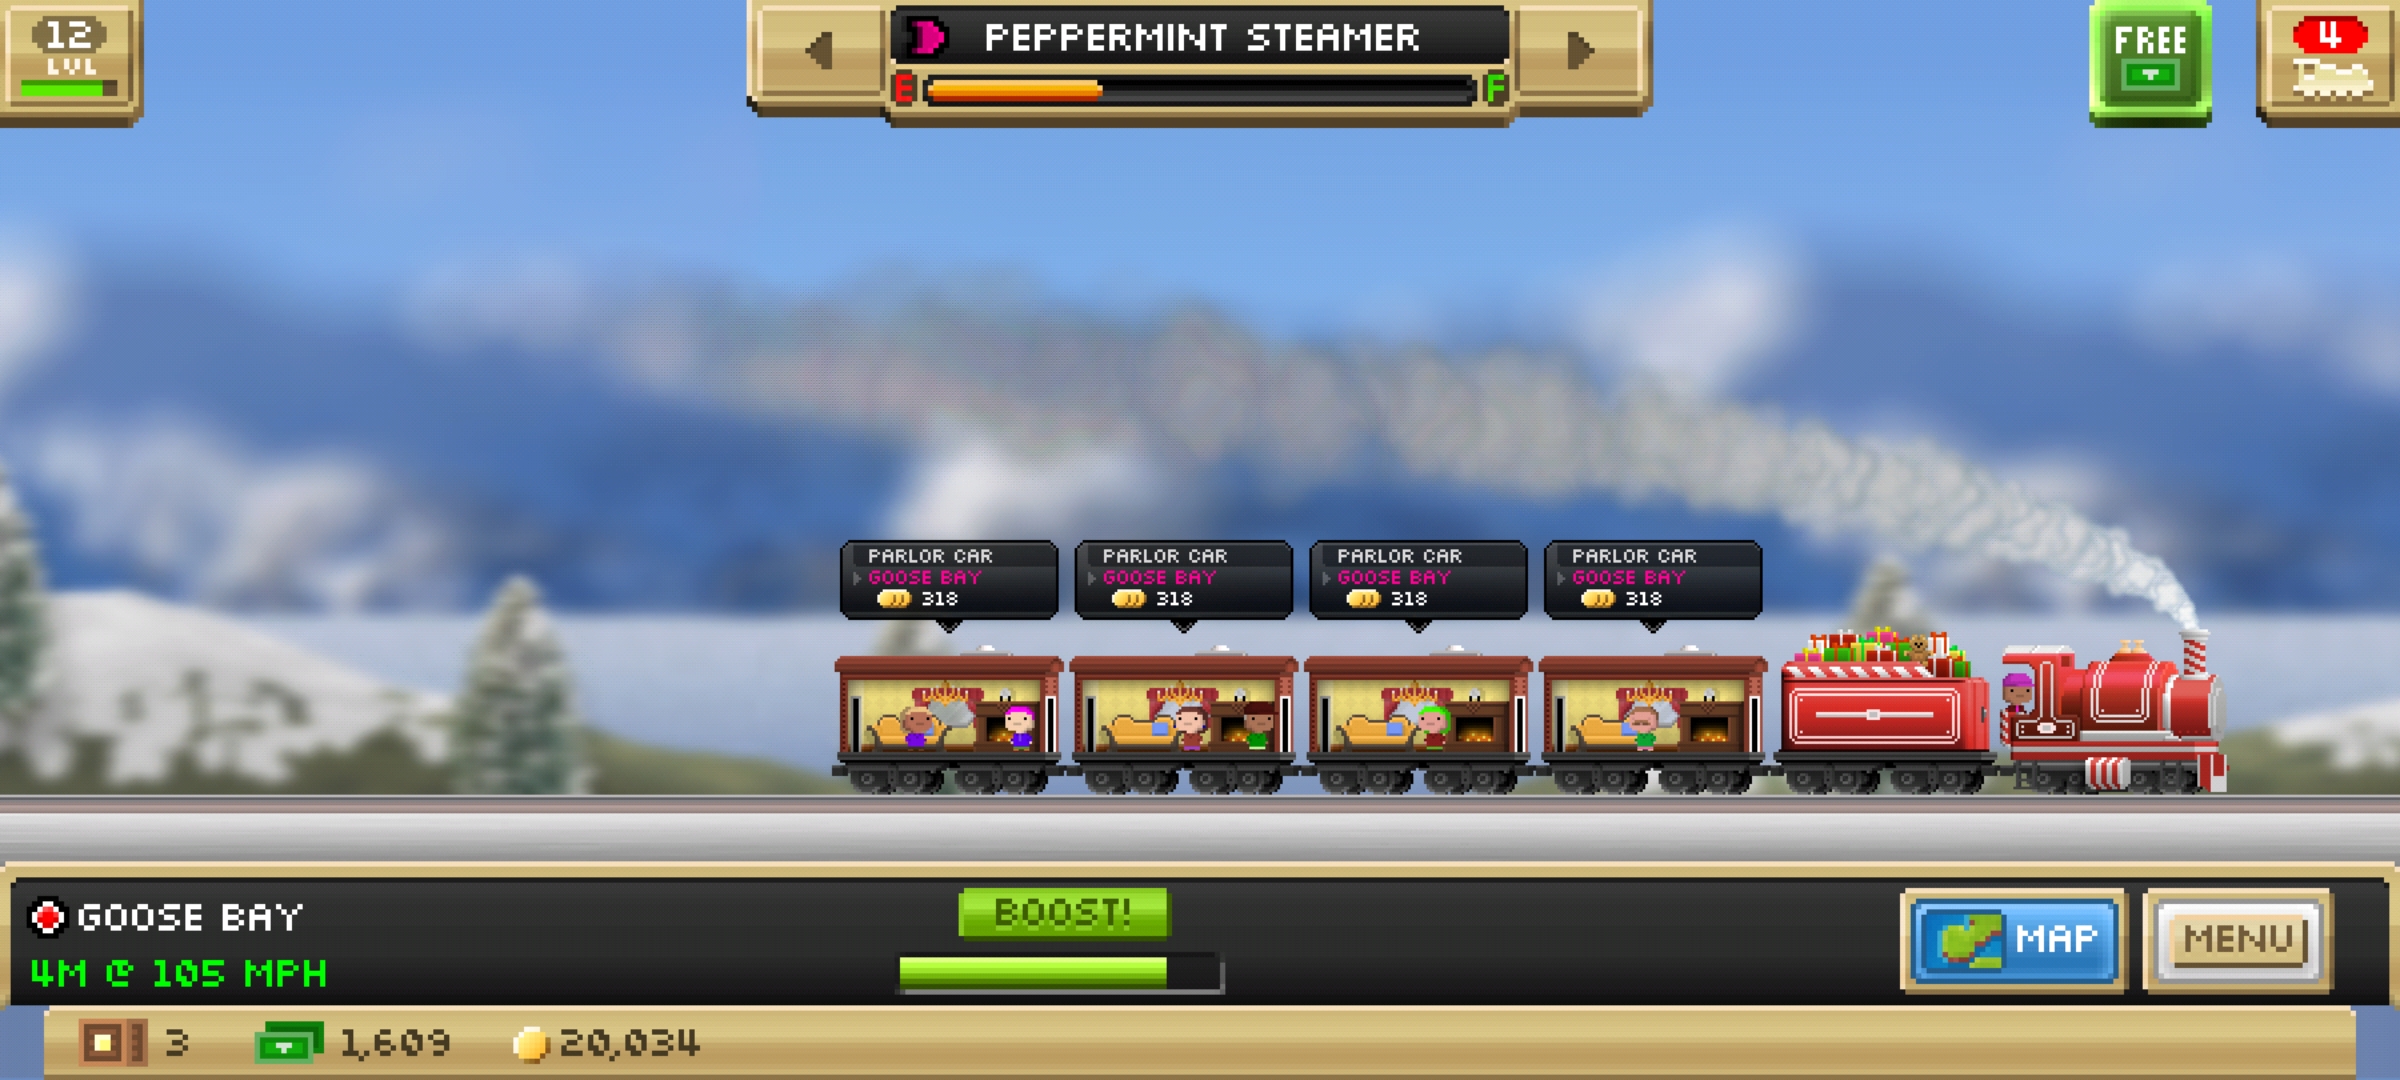 12
LVL
PEPPERMINT STEAMER
E F
FREE
4
PARLOR CAR
GOOSE BAY
318
PARLOR CAR
GOOSE BAY
318
PARLOR CAR
GOOSE BAY
318
PARLOR CAR
GOOSE BAY
318
GOOSE BAY
4M @ 105 MPH
BOOST!
MAP
MENU
3
1,609
20,034